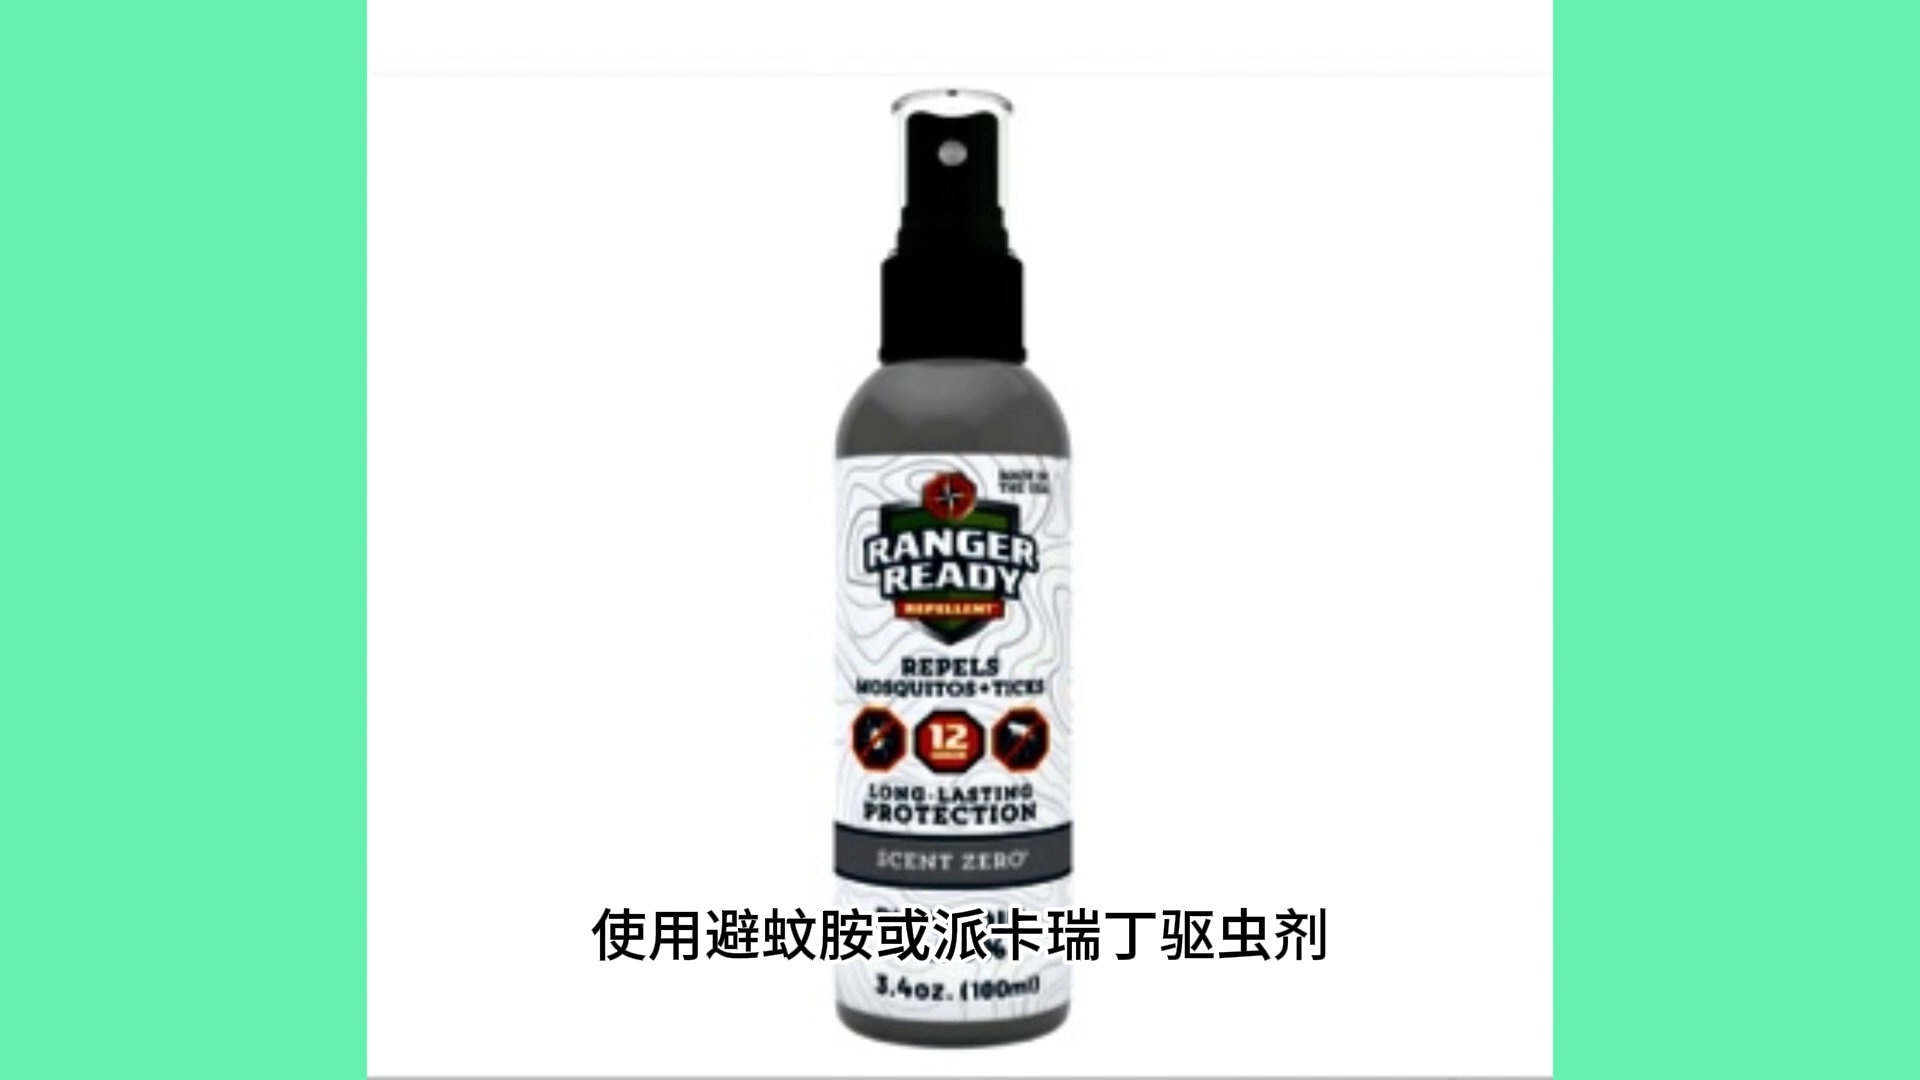 MADE IN
THE USA
RANGER
READY
REPELLENT
REPELS
MOSQUITOS+TICKS
12
LONG-LASTING
PROTECTION
SCENT ZERO
使用避蚊胺或派卡瑞丁驱虫剂
3.4oz. (100ml)